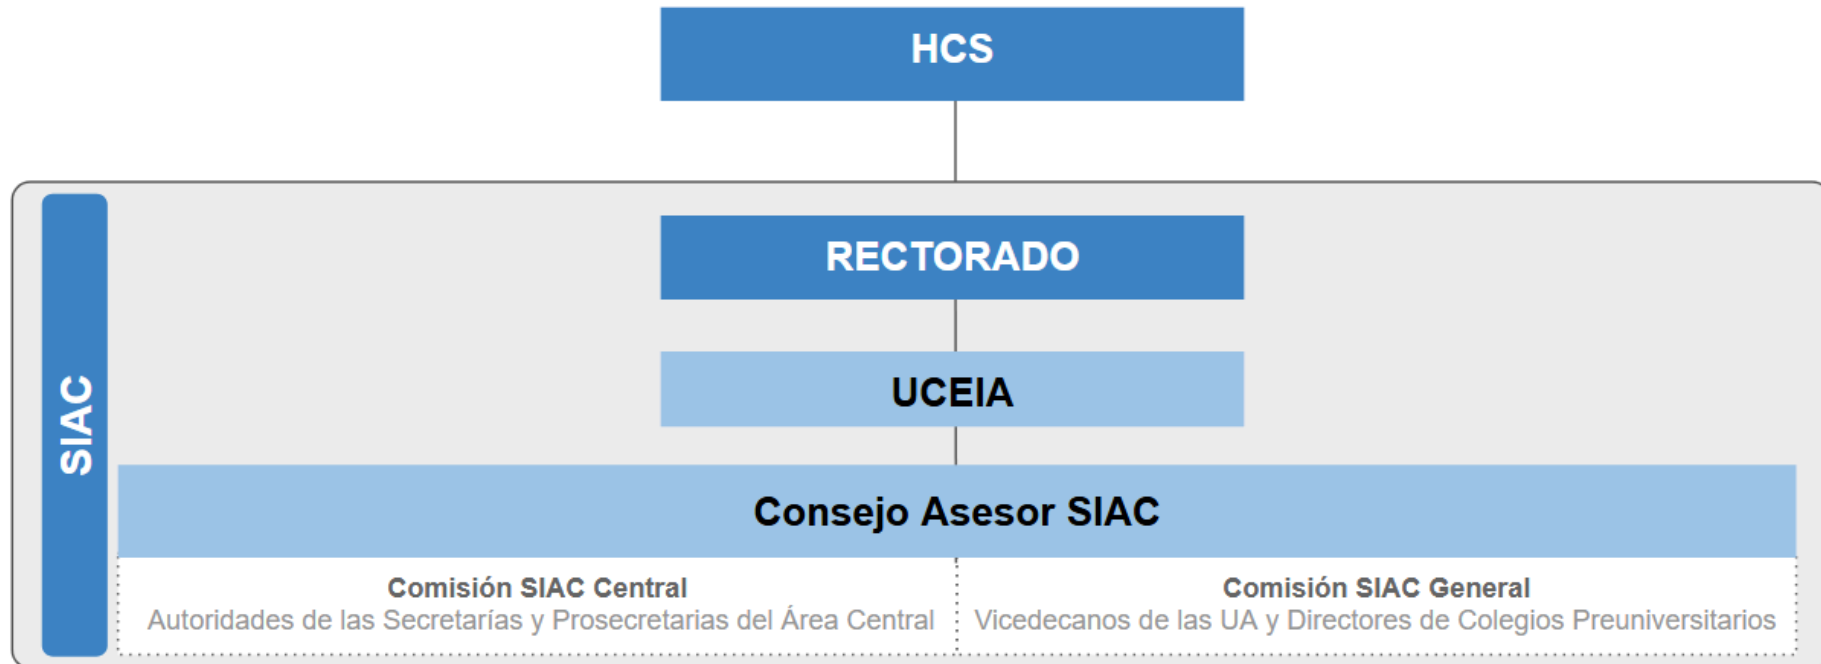 HCS
SIAC
RECTORADO
UCEIA
Consejo Asesor SIAC
Comisión SIAC Central
Autoridades de las Secretarías y Prosecretarias del Área Central
Comisión SIAC General
Vicedecanos de las UA y Directores de Colegios Preuniversitarios